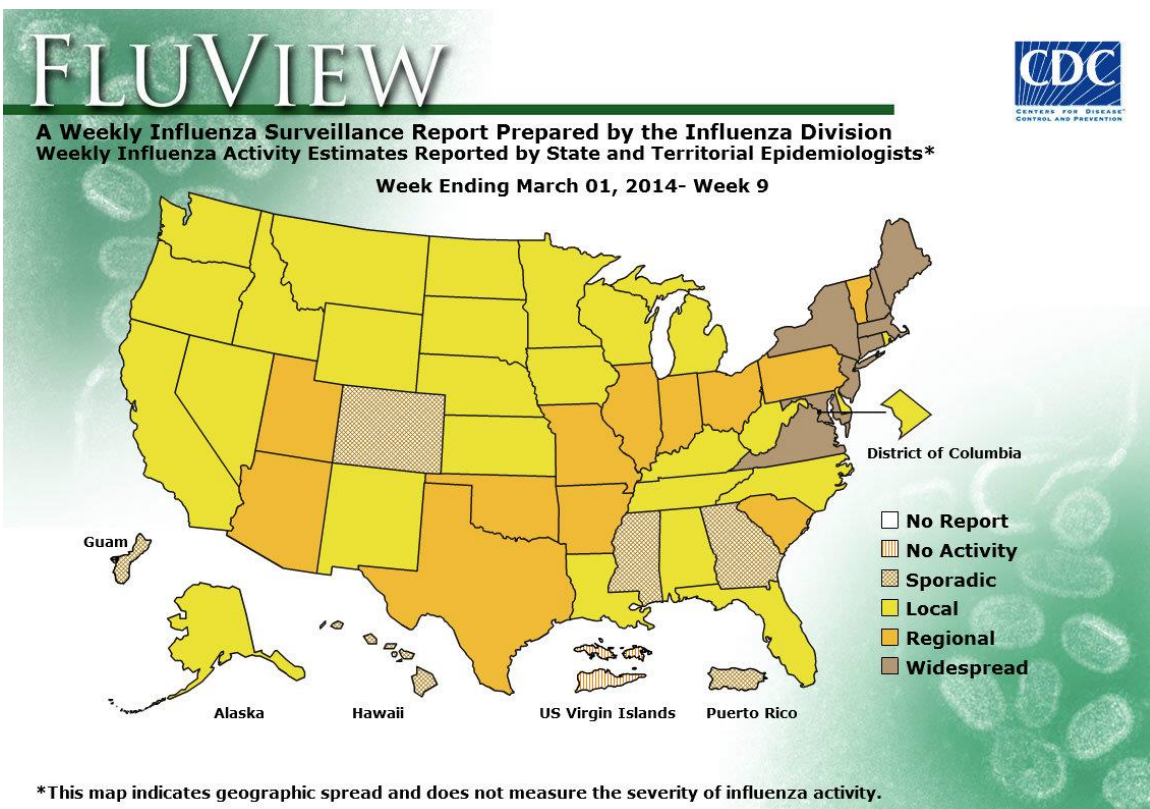 FLUVIEW
CDC
CENTERS FOR DISEASE
CONTROL AND PREVENTION
A Weekly Influenza Surveillance Report Prepared by the Influenza Division
Weekly Influenza Activity Estimates Reported by State and Territorial Epidemiologists*
Week Ending March 01, 2014- Week 9
District of Columbia
No Report
Guam
No Activity
Sporadic
Local
Regional
Widespread
Alaska
Hawaii
US Virgin Islands
Puerto Rico
*This map indicates geographic spread and does not measure the severity of influenza activity.